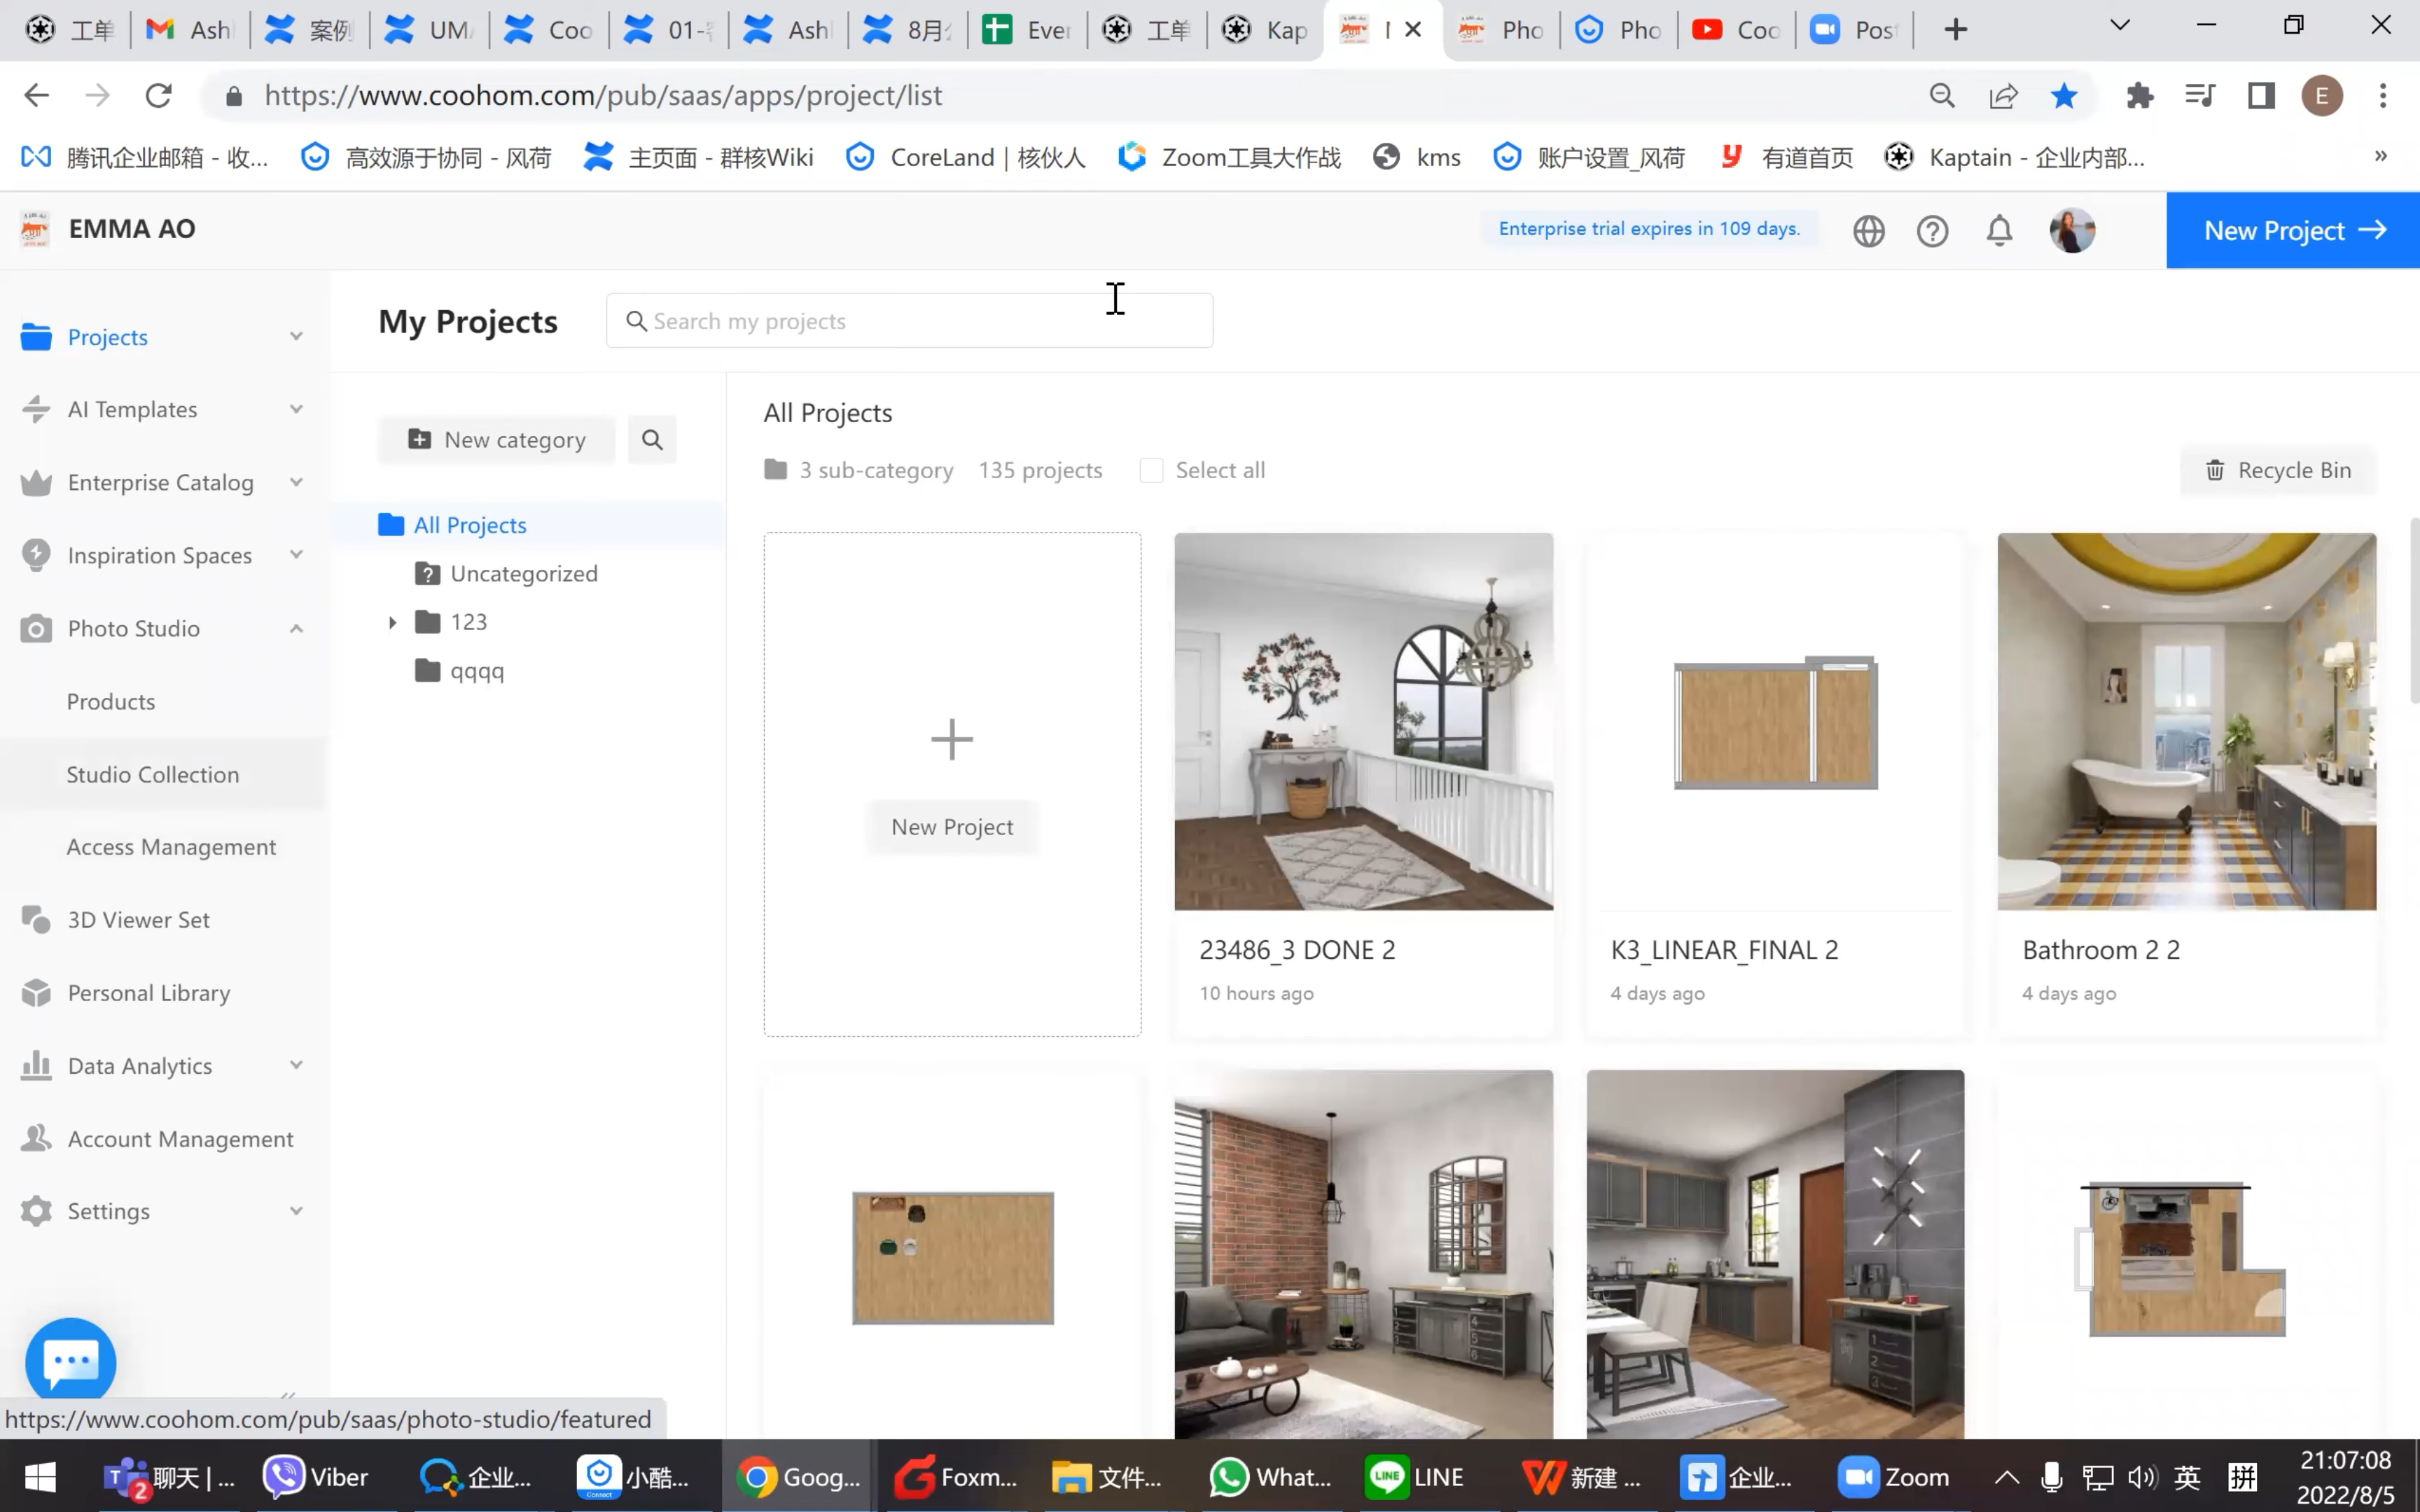 工单
Ash
案例
UM
Coo
01-
Ash
8月
Ever
工单
Kap
Pho
Pho
Coo
Post
https://www.coohom.com/pub/saas/apps/project/list
E
腾讯企业邮箱 - 收...
高效源于协同 - 风荷
主页面 - 群核Wiki
CoreLand | 核伙人
Zoom工具大作战
kms
账户设置_风荷
有道首页
Kaptain - 企业内部...
»
EMMA AO
Enterprise trial expires in 109 days.
New Project
My Projects
Search my projects
Projects
AI Templates
Enterprise Catalog
Inspiration Spaces
Photo Studio
Products
Studio Collection
Access Management
3D Viewer Set
Personal Library
Data Analytics
Account Management
Settings
New category
All Projects
Uncategorized
123
qqqq
All Projects
3 sub-category 135 projects Select all
Recycle Bin
New Project
23486_3 DONE 2
10 hours ago
K3_LINEAR_FINAL 2
4 days ago
Bathroom 2 2
4 days ago
https://www.coohom.com/pub/saas/photo-studio/featured
2
聊天 | ...
Viber
企业...
小酷...
Goog...
Foxm...
文件...
What...
LINE
新建 ...
企业...
Zoom
英
拼
21:07:08
2022/8/5